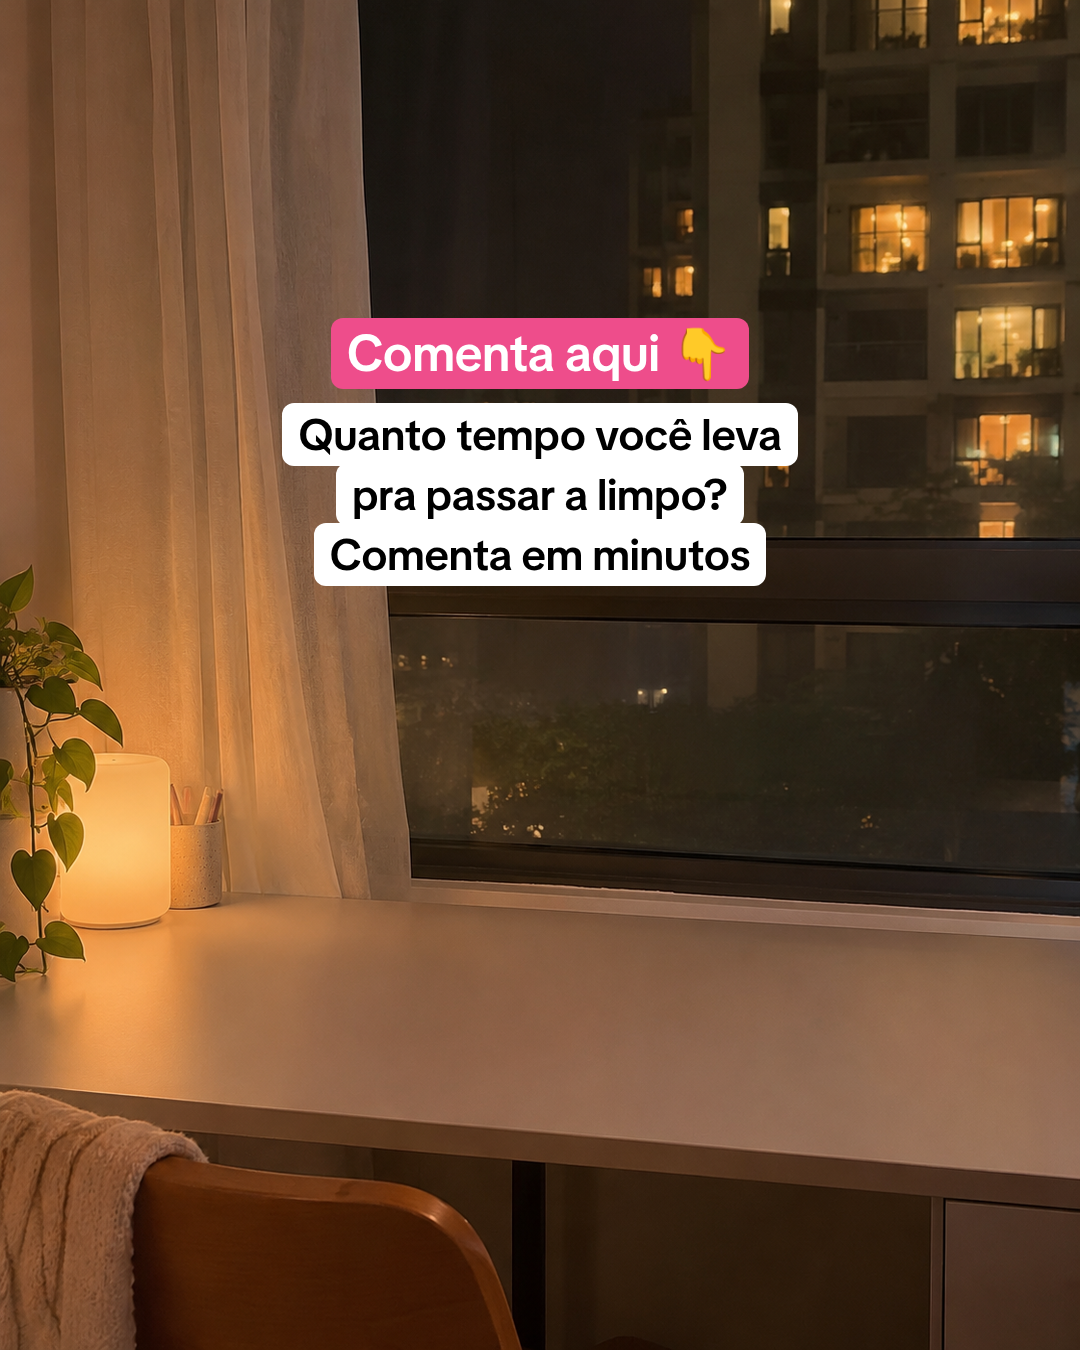 Comenta aqui 👇
Quanto tempo você leva
pra passar a limpo?
Comenta em minutos